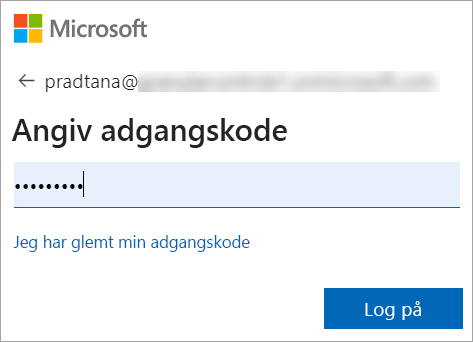 Microsoft
← pradtana@
Angiv adgangskode
•••••••••
Jeg har glemt min adgangskode
Log på